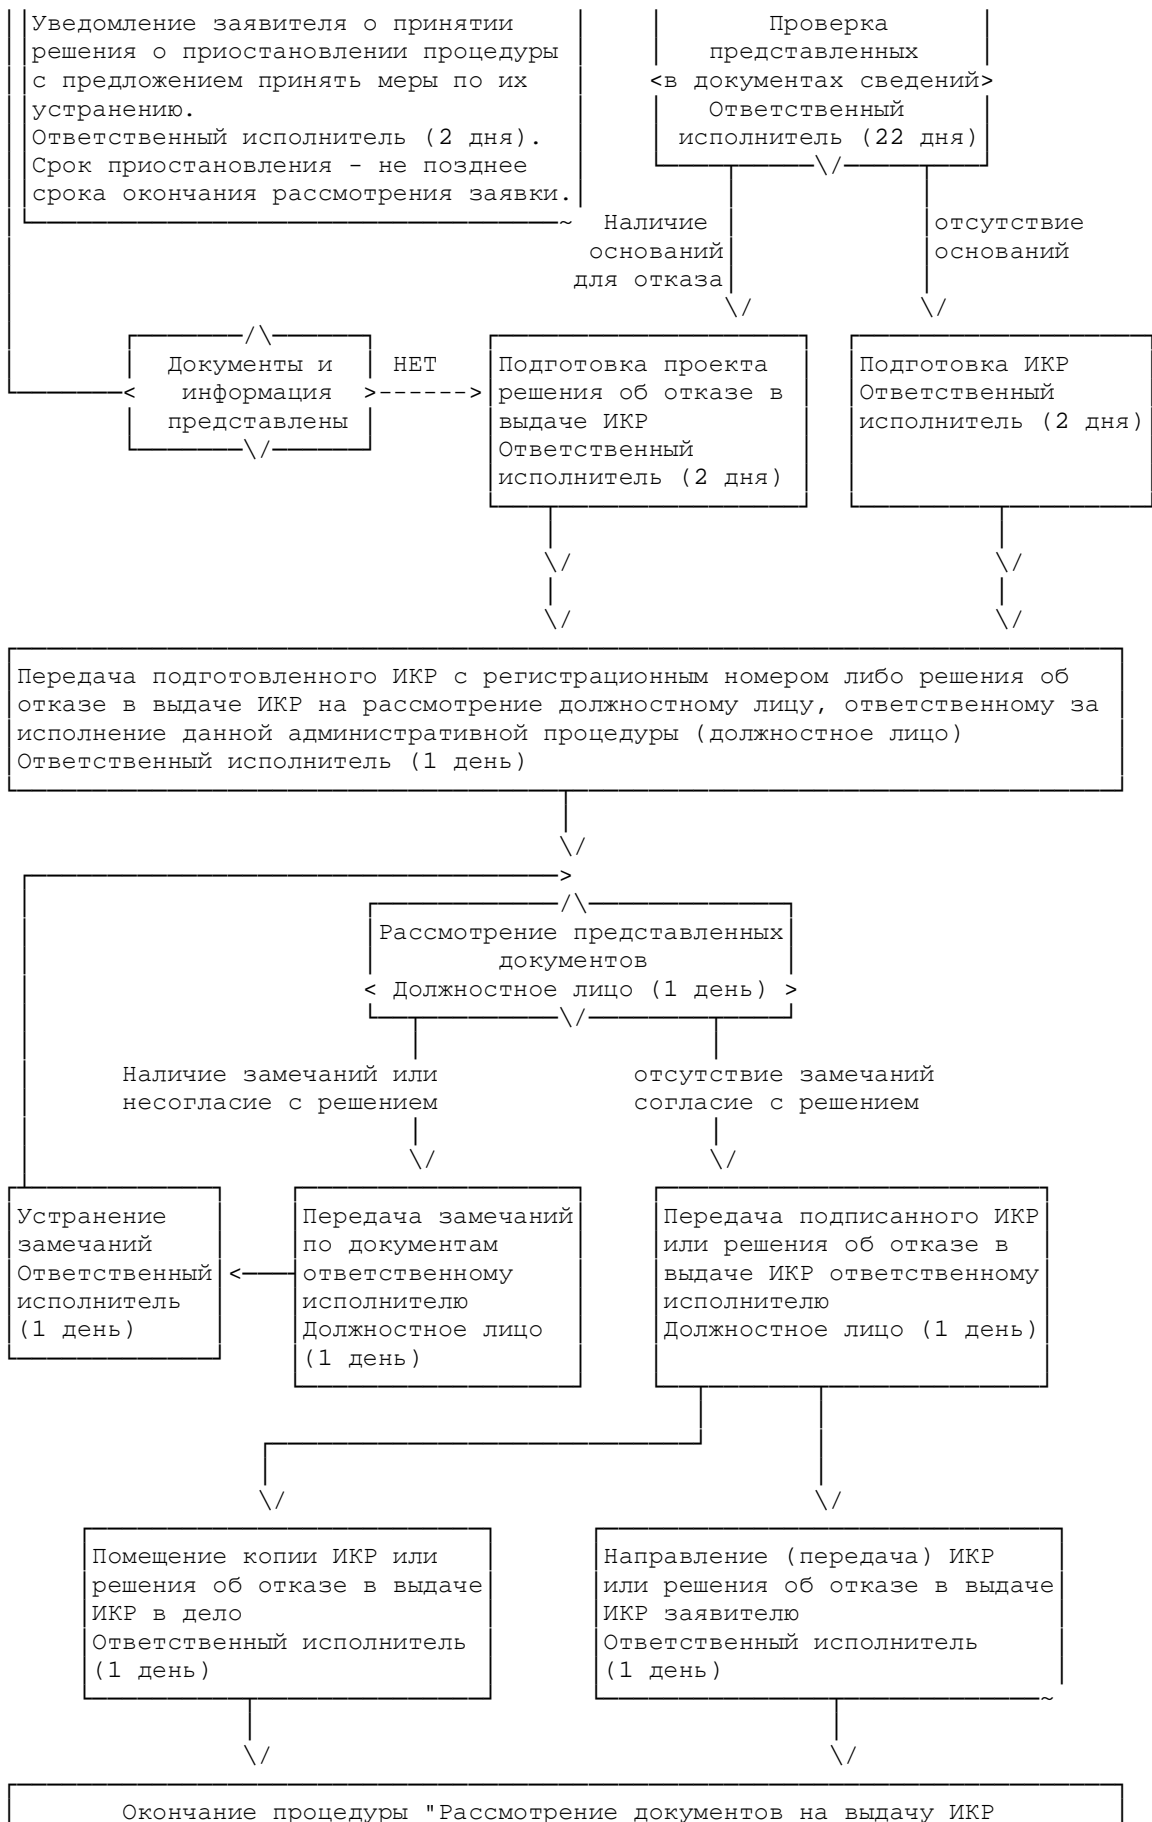 Уведомление заявителя о принятии
решения о приостановлении процедуры
с предложением принять меры по их
устранению.
Ответственный исполнитель (2 дня).
Срок приостановления - не позднее
срока окончания рассмотрения заявки.
Проверка
представленных
<в документах сведений>
Ответственный
исполнитель (22 дня)
Наличие
оснований
для отказа
отсутствие
оснований
Документы и
информация
представлены
НЕТ
Подготовка проекта
решения об отказе в
выдаче ИКР
Ответственный
исполнитель (2 дня)
Подготовка ИКР
Ответственный
исполнитель (2 дня)
Передача подготовленного ИКР с регистрационным номером либо решения об
отказе в выдаче ИКР на рассмотрение должностному лицу, ответственному за
исполнение данной административной процедуры (должностное лицо)
Ответственный исполнитель (1 день)
Рассмотрение представленных
документов
< Должностное лицо (1 день) >
Наличие замечаний или
несогласие с решением
отсутствие замечаний
согласие с решением
Устранение
замечаний
Ответственный
исполнитель
(1 день)
Передача замечаний
по документам
ответственному
исполнителю
Должностное лицо
(1 день)
Передача подписанного ИКР
или решения об отказе в
выдаче ИКР ответственному
исполнителю
Должностное лицо (1 день)
Помещение копии ИКР или
решения об отказе в выдаче
ИКР в дело
Ответственный исполнитель
(1 день)
Направление (передача) ИКР
или решения об отказе в выдаче
ИКР заявителю
Ответственный исполнитель
(1 день)
Окончание процедуры "Рассмотрение документов на выдачу ИКР